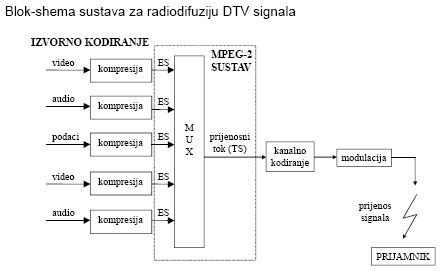 Blok-shema sustava za radiodifuziju DTV signala
IZVORNO KODIRANJE
MPEG-2
SUSTAV
video
kompresija
ES
audio
kompresija
ES
podaci
kompresija
ES
video
kompresija
ES
audio
kompresija
ES
M
U
X
prijenosni
tok (TS)
kanalno
kodiranje
modulacija
prijenos
signala
PRIJAMNIK